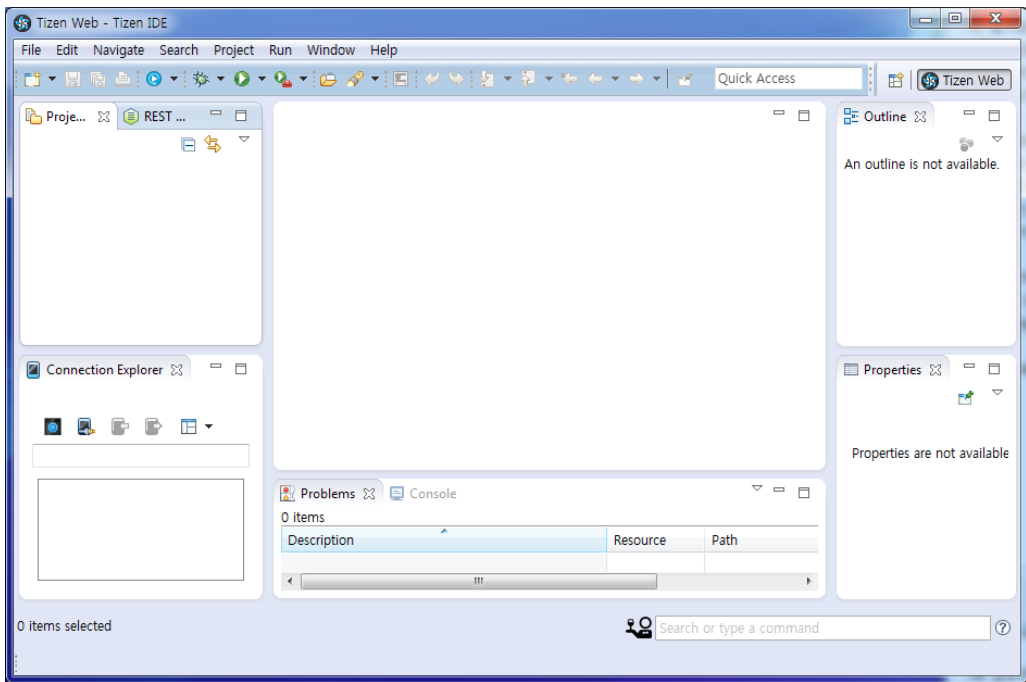 Tizen Web - Tizen IDE
File Edit Navigate Search Project Run Window Help
Quick Access
Tizen Web
Proje...
REST ...
Outline
An outline is not available.
Connection Explorer
Properties
Properties are not available
Problems
Console
0 items
Description Resource Path
0 items selected
Search or type a command